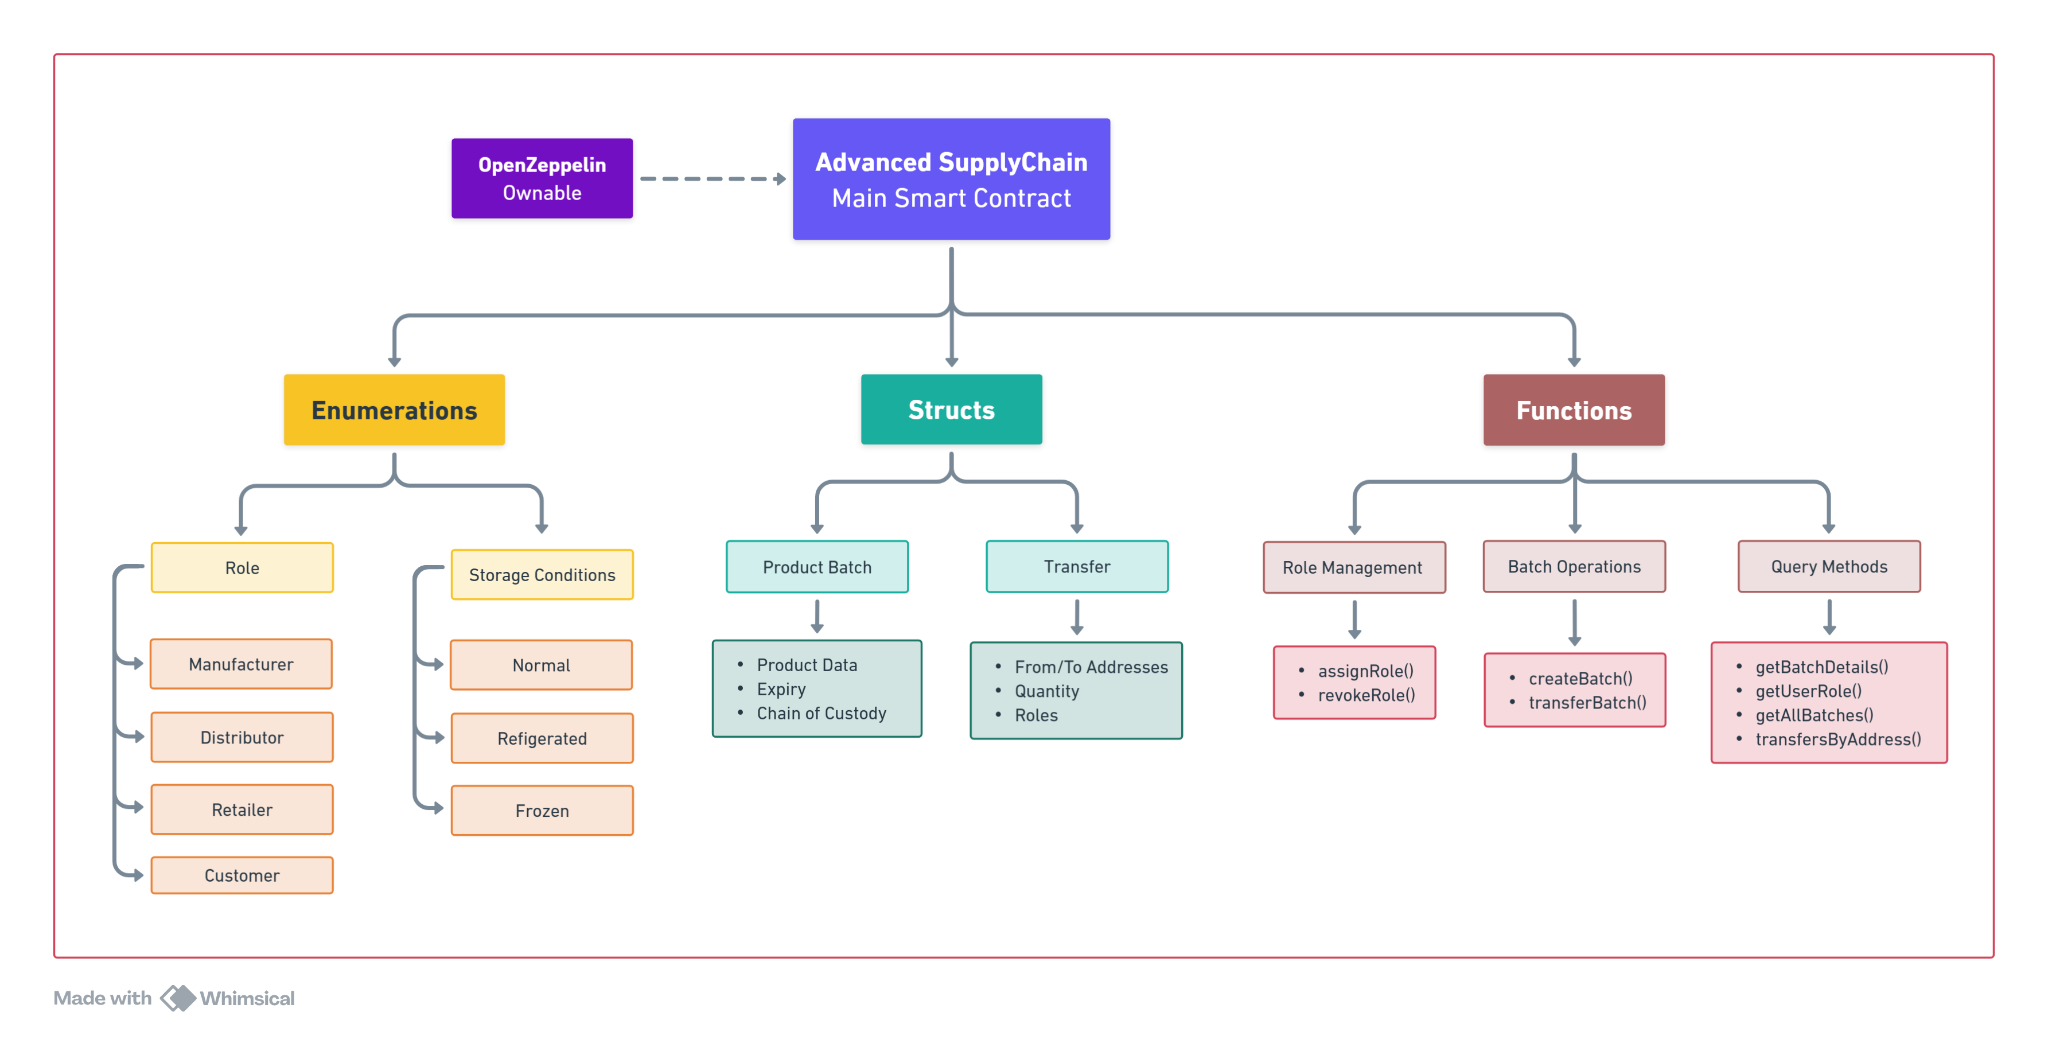 OpenZeppelin
Ownable
Advanced SupplyChain
Main Smart Contract
Enumerations
Structs
Functions
Role
Storage Conditions
Product Batch
Transfer
Role Management
Batch Operations
Query Methods
Manufacturer
Distributor
Retailer
Customer
Normal
Refigerated
Frozen
• Product Data
• Expiry
• Chain of Custody
• From/To Addresses
• Quantity
• Roles
• assignRole()
• revokeRole()
• createBatch()
• transferBatch()
• getBatchDetails()
• getUserRole()
• getAllBatches()
• transfersByAddress()
Made with Whimsical